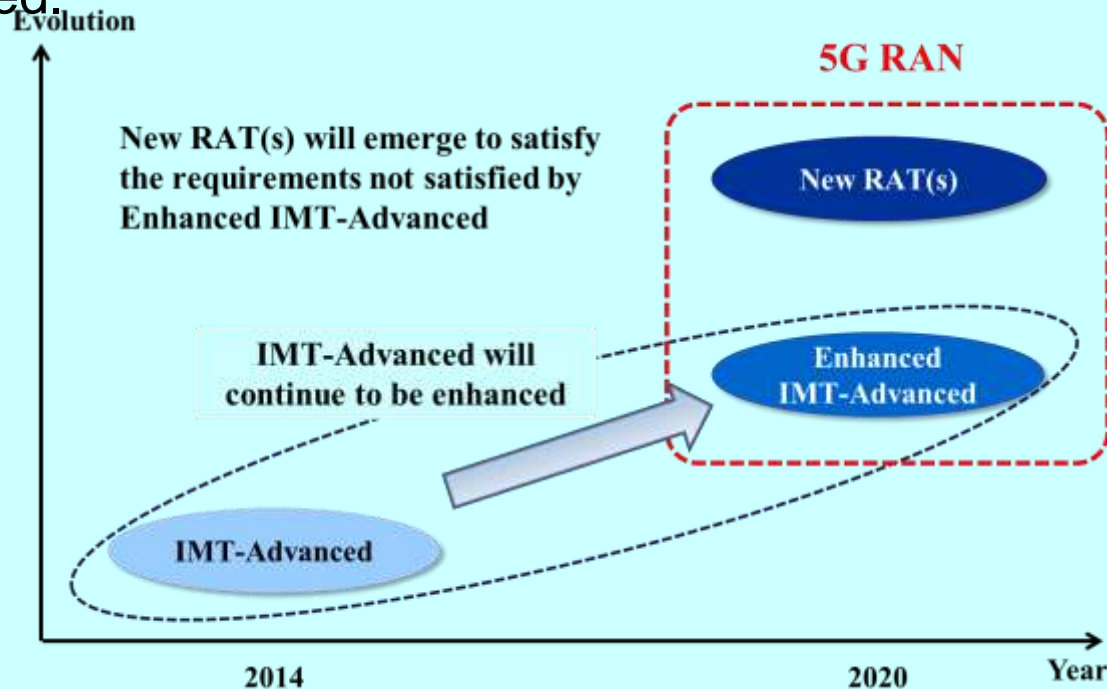 ed.
Evolution
5G RAN
New RAT(s) will emerge to satisfy
the requirements not satisfied by
Enhanced IMT-Advanced
New RAT(s)
IMT-Advanced will
continue to be enhanced
Enhanced
IMT-Advanced
IMT-Advanced
2014
2020
Year